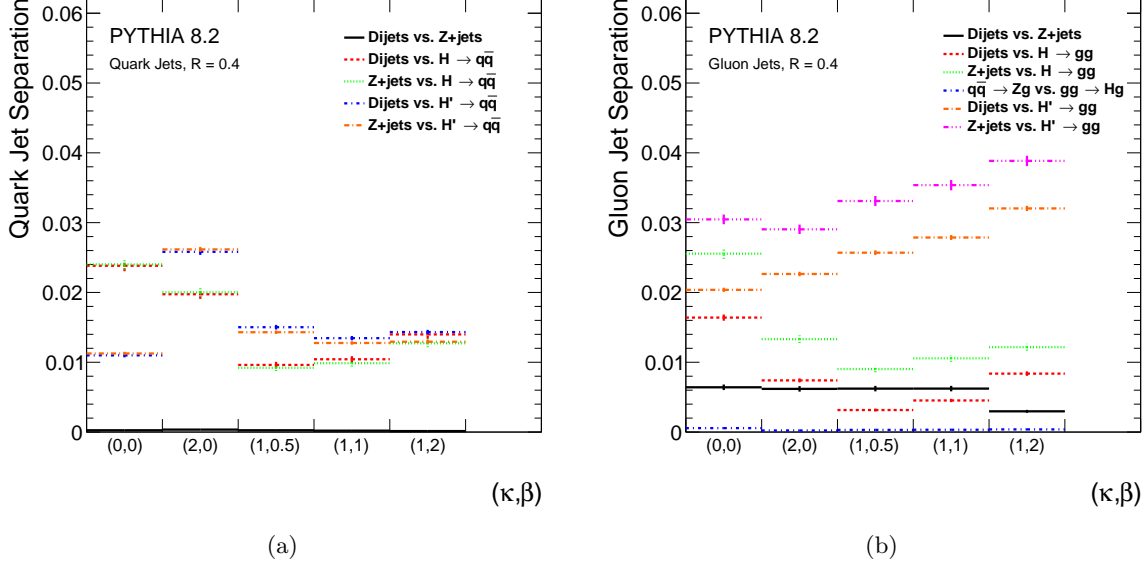 Quark Jet Separation
0.06
0.05
0.04
0.03
0.02
0.01
0
PYTHIA 8.2
Quark Jets, R = 0.4
Dijets vs. Z+jets
Dijets vs. H → qq̅
Z+jets vs. H → qq̅
Dijets vs. H' → qq̅
Z+jets vs. H' → qq̅
(0,0) (2,0) (1,0.5) (1,1) (1,2)
(κ,β)
(a)
Gluon Jet Separation
0.06
0.05
0.04
0.03
0.02
0.01
0
PYTHIA 8.2
Gluon Jets, R = 0.4
Dijets vs. Z+jets
Dijets vs. H → gg
Z+jets vs. H → gg
qq̅ → Zg vs. gg → Hg
Dijets vs. H' → gg
Z+jets vs. H' → gg
(0,0) (2,0) (1,0.5) (1,1) (1,2)
(κ,β)
(b)